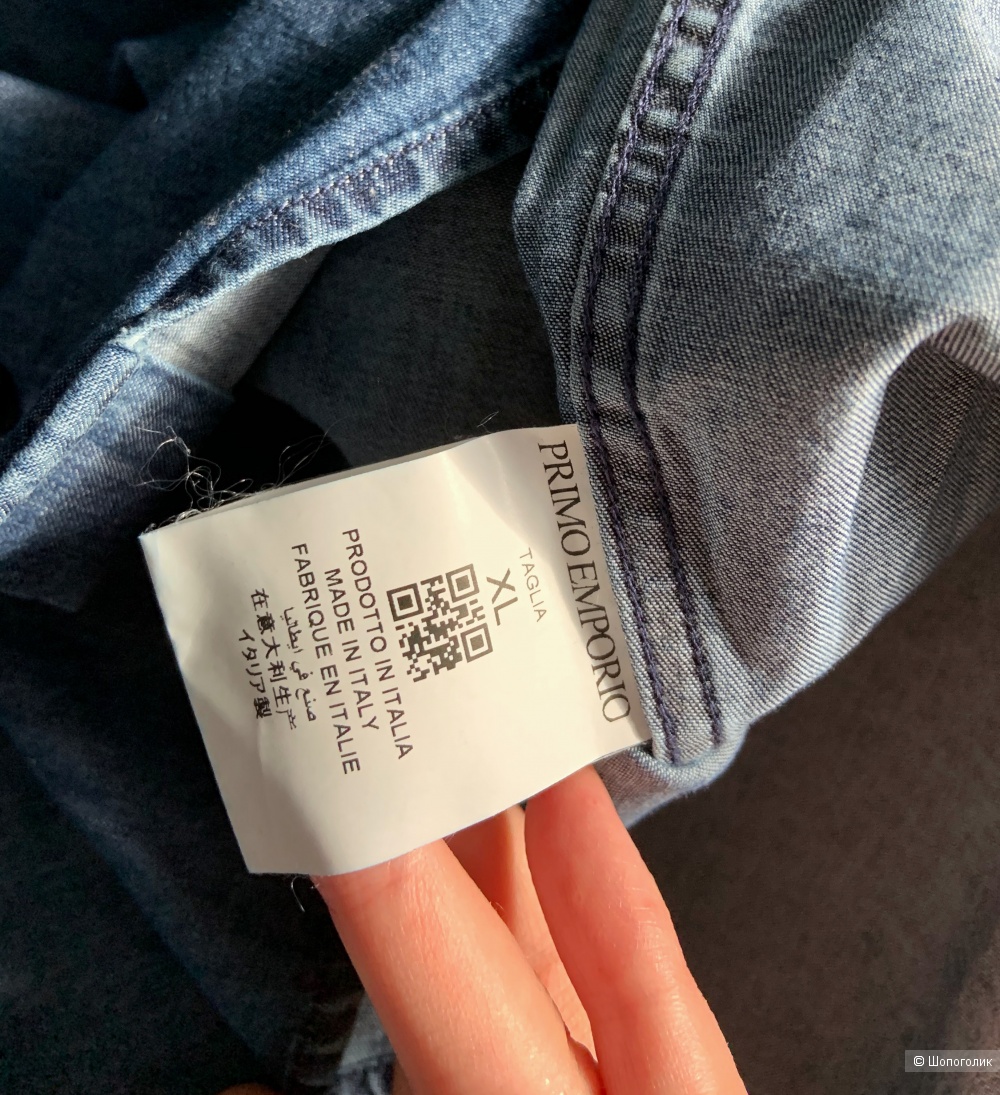 PRIMO EMPORIO
TAGLIA
XL
PRODOTTO IN ITALIA
MADE IN ITALY
FABRIQUE EN ITALIE
在意大利生产
صنع في ايطاليا
イタリア製
© Шопоголик